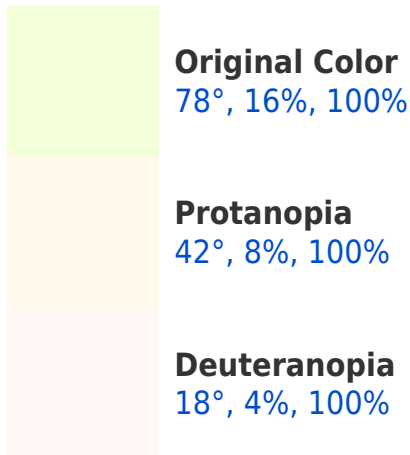 Original Color
78°, 16%, 100%
Protanopia
42°, 8%, 100%
Deuteranopia
18°, 4%, 100%